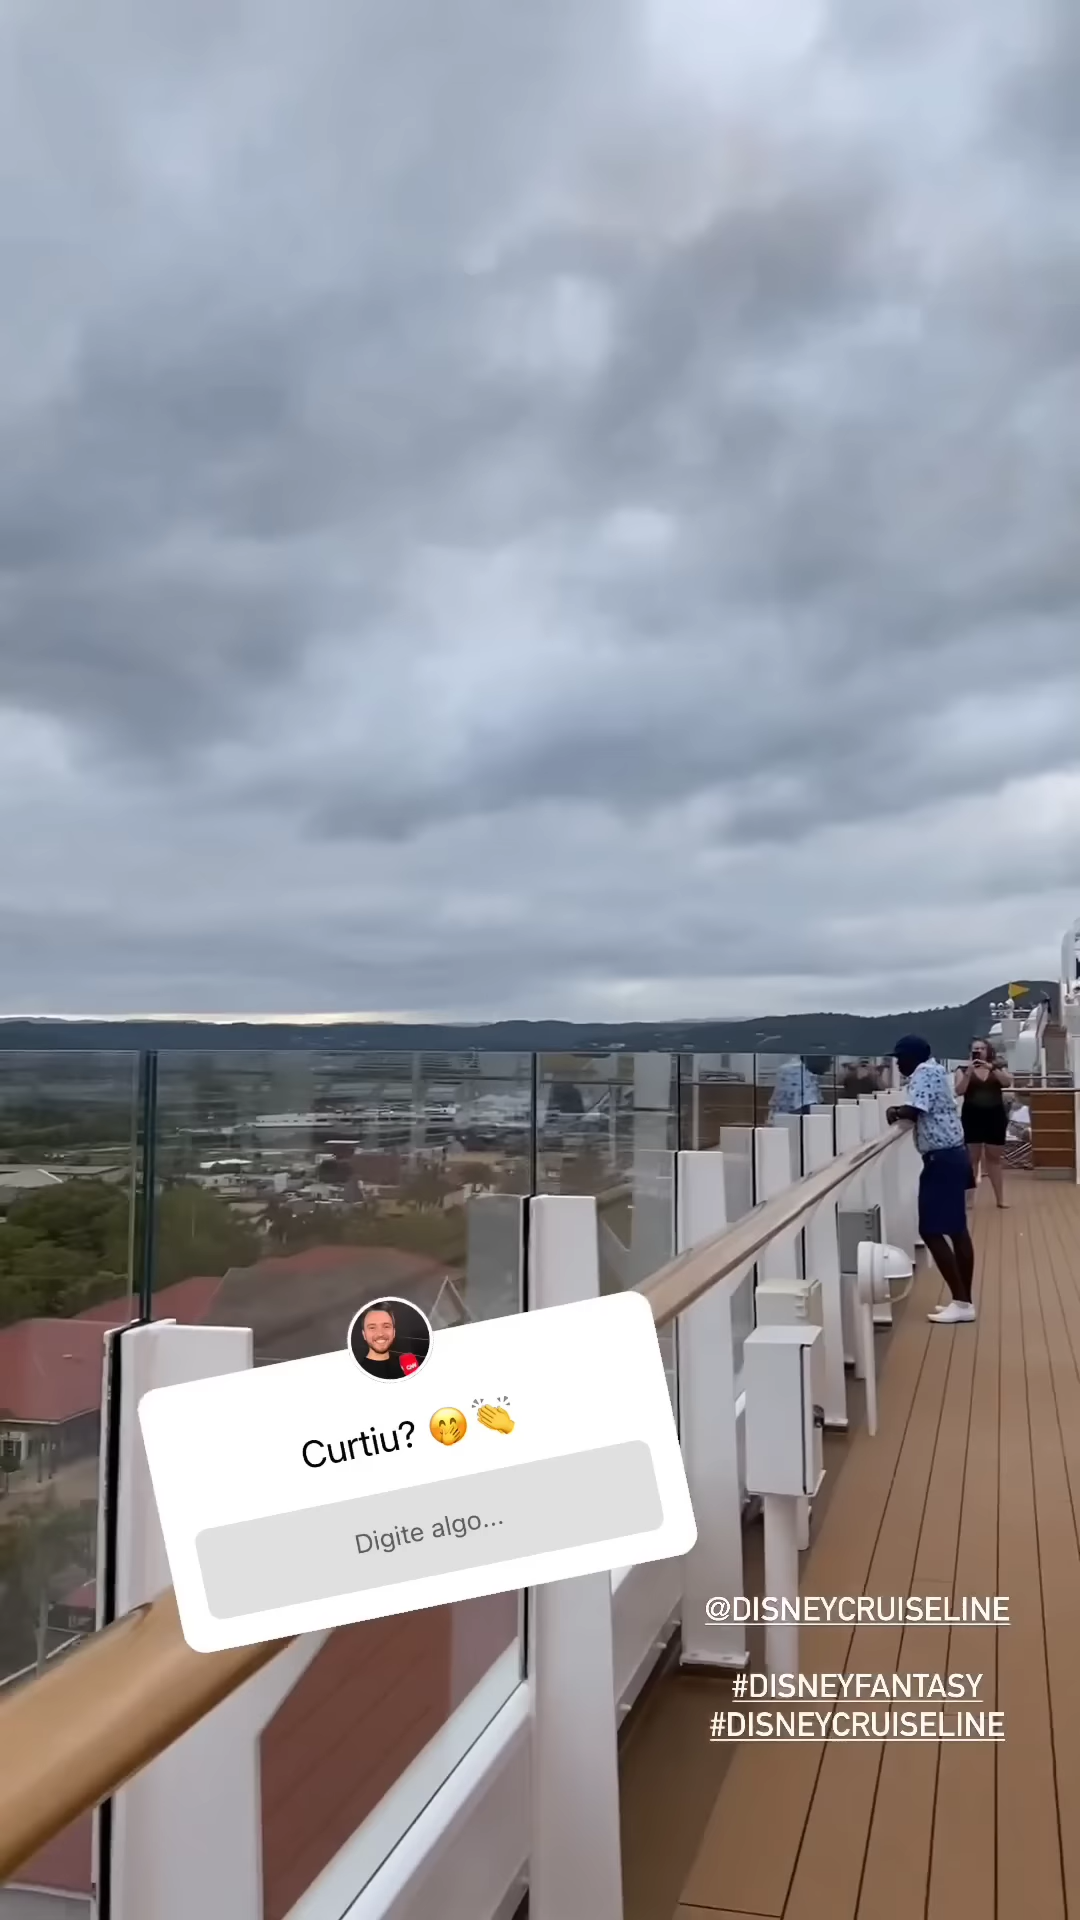 Curtiu? 🤭👏
Digite algo...
@DISNEYCRUISELINE
#DISNEYFANTASY
#DISNEYCRUISELINE